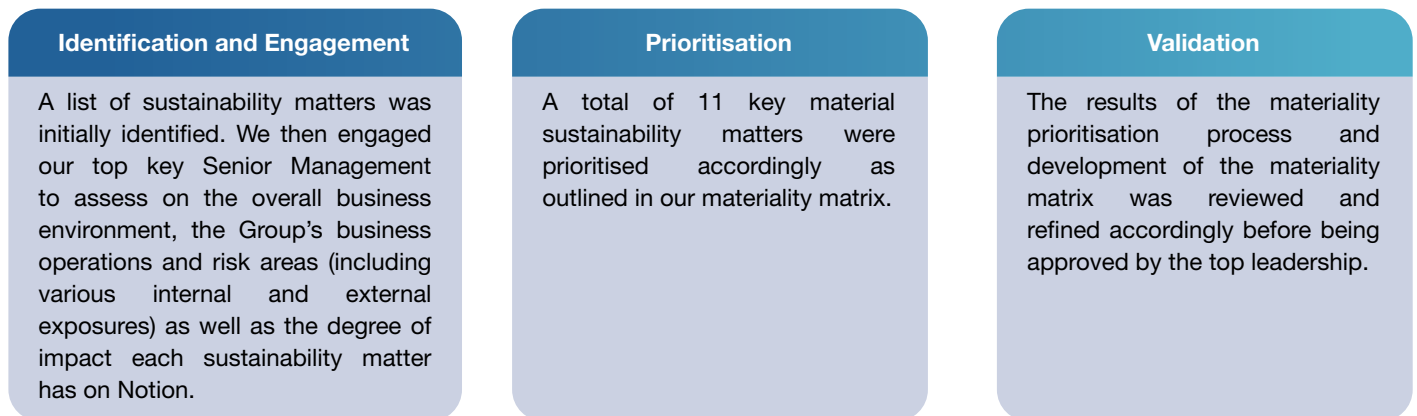 Identification and Engagement
A list of sustainability matters was
initially identified. We then engaged
our top key Senior Management
to assess on the overall business
environment, the Group's business
operations and risk areas (including
various internal and external
exposures) as well as the degree of
impact each sustainability matter
has on Notion.
Prioritisation
A total of 11 key material
sustainability matters were
prioritised accordingly as
outlined in our materiality matrix.
Validation
The results of the materiality
prioritisation process and
development of the materiality
matrix was reviewed and
refined accordingly before being
approved by the top leadership.